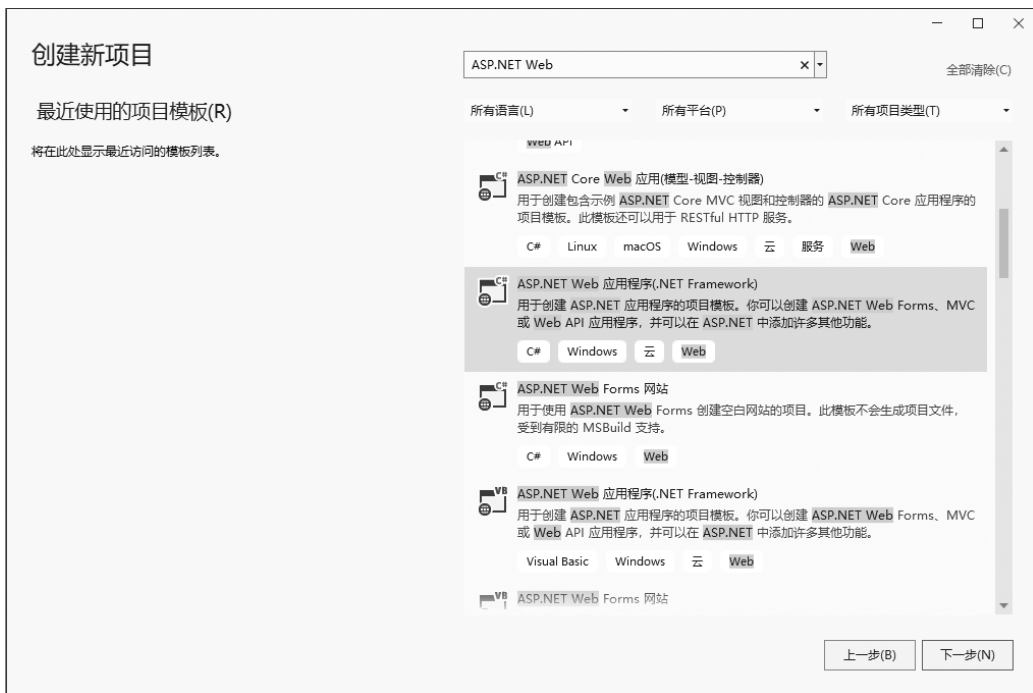 创建新项目
ASP.NET Web
全部清除(C)
最近使用的项目模板(R)
所有语言(L)
所有平台(P)
所有项目类型(T)
将在此处显示最近访问的模板列表。
Web API
C#
ASP.NET Core Web 应用(模型-视图-控制器)
用于创建包含示例 ASP.NET Core MVC 视图和控制器的 ASP.NET Core 应用程序的
项目模板。此模板还可以用于 RESTful HTTP 服务。
C# Linux macOS Windows 云 服务 Web
C#
ASP.NET Web 应用程序(.NET Framework)
用于创建 ASP.NET 应用程序的项目模板。你可以创建 ASP.NET Web Forms、MVC
或 Web API 应用程序，并可以在 ASP.NET 中添加许多其他功能。
C# Windows 云 Web
C#
ASP.NET Web Forms 网站
用于使用 ASP.NET Web Forms 创建空白网站的项目。此模板不会生成项目文件，
受到有限的 MSBuild 支持。
C# Windows Web
VB
ASP.NET Web 应用程序(.NET Framework)
用于创建 ASP.NET 应用程序的项目模板。你可以创建 ASP.NET Web Forms、MVC
或 Web API 应用程序，并可以在 ASP.NET 中添加许多其他功能。
Visual Basic Windows 云 Web
VB
ASP.NET Web Forms 网站
上一步(B)
下一步(N)